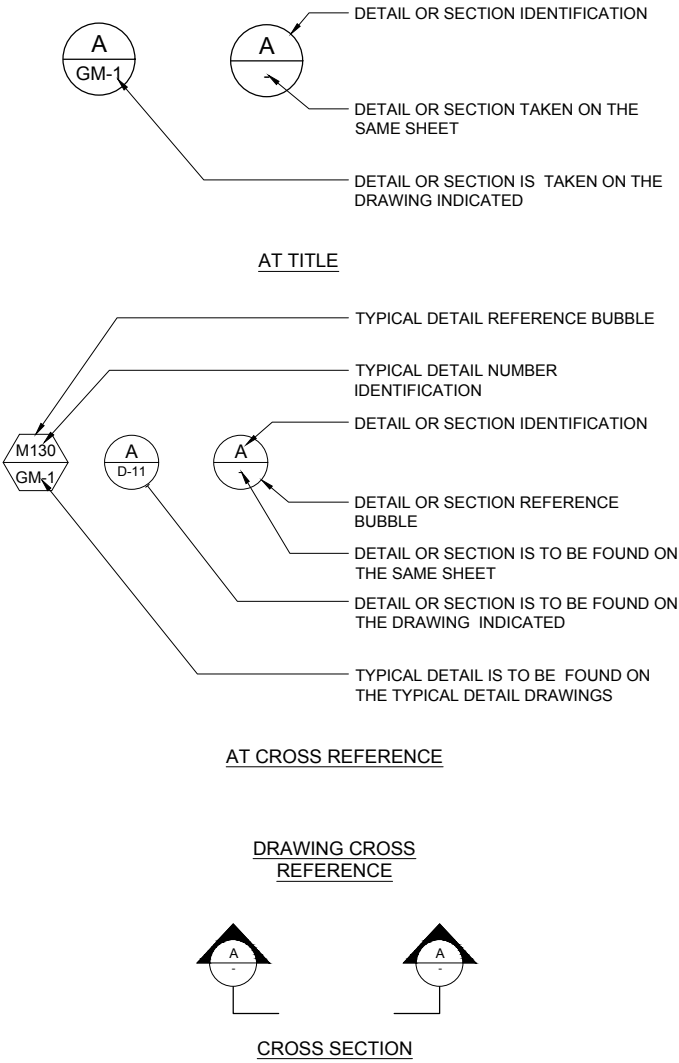 DETAIL OR SECTION IDENTIFICATION
A
GM-1
A
-
DETAIL OR SECTION TAKEN ON THE
SAME SHEET
DETAIL OR SECTION IS TAKEN ON THE
DRAWING INDICATED
AT TITLE
TYPICAL DETAIL REFERENCE BUBBLE
TYPICAL DETAIL NUMBER
IDENTIFICATION
DETAIL OR SECTION IDENTIFICATION
M130
GM-1
A
D-11
A
-
DETAIL OR SECTION REFERENCE
BUBBLE
DETAIL OR SECTION IS TO BE FOUND ON
THE SAME SHEET
DETAIL OR SECTION IS TO BE FOUND ON
THE DRAWING INDICATED
TYPICAL DETAIL IS TO BE FOUND ON
THE TYPICAL DETAIL DRAWINGS
AT CROSS REFERENCE
DRAWING CROSS
REFERENCE
A
-
A
-
CROSS SECTION